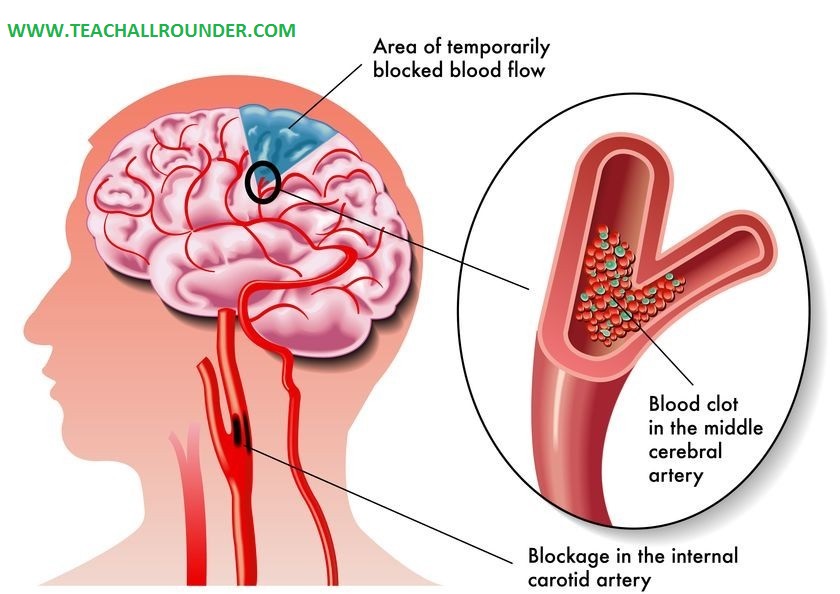 WWW.TEACHALLROUNDER.COM
Area of temporarily
blocked blood flow
Blood clot
in the middle
cerebral
artery
Blockage in the internal
carotid artery